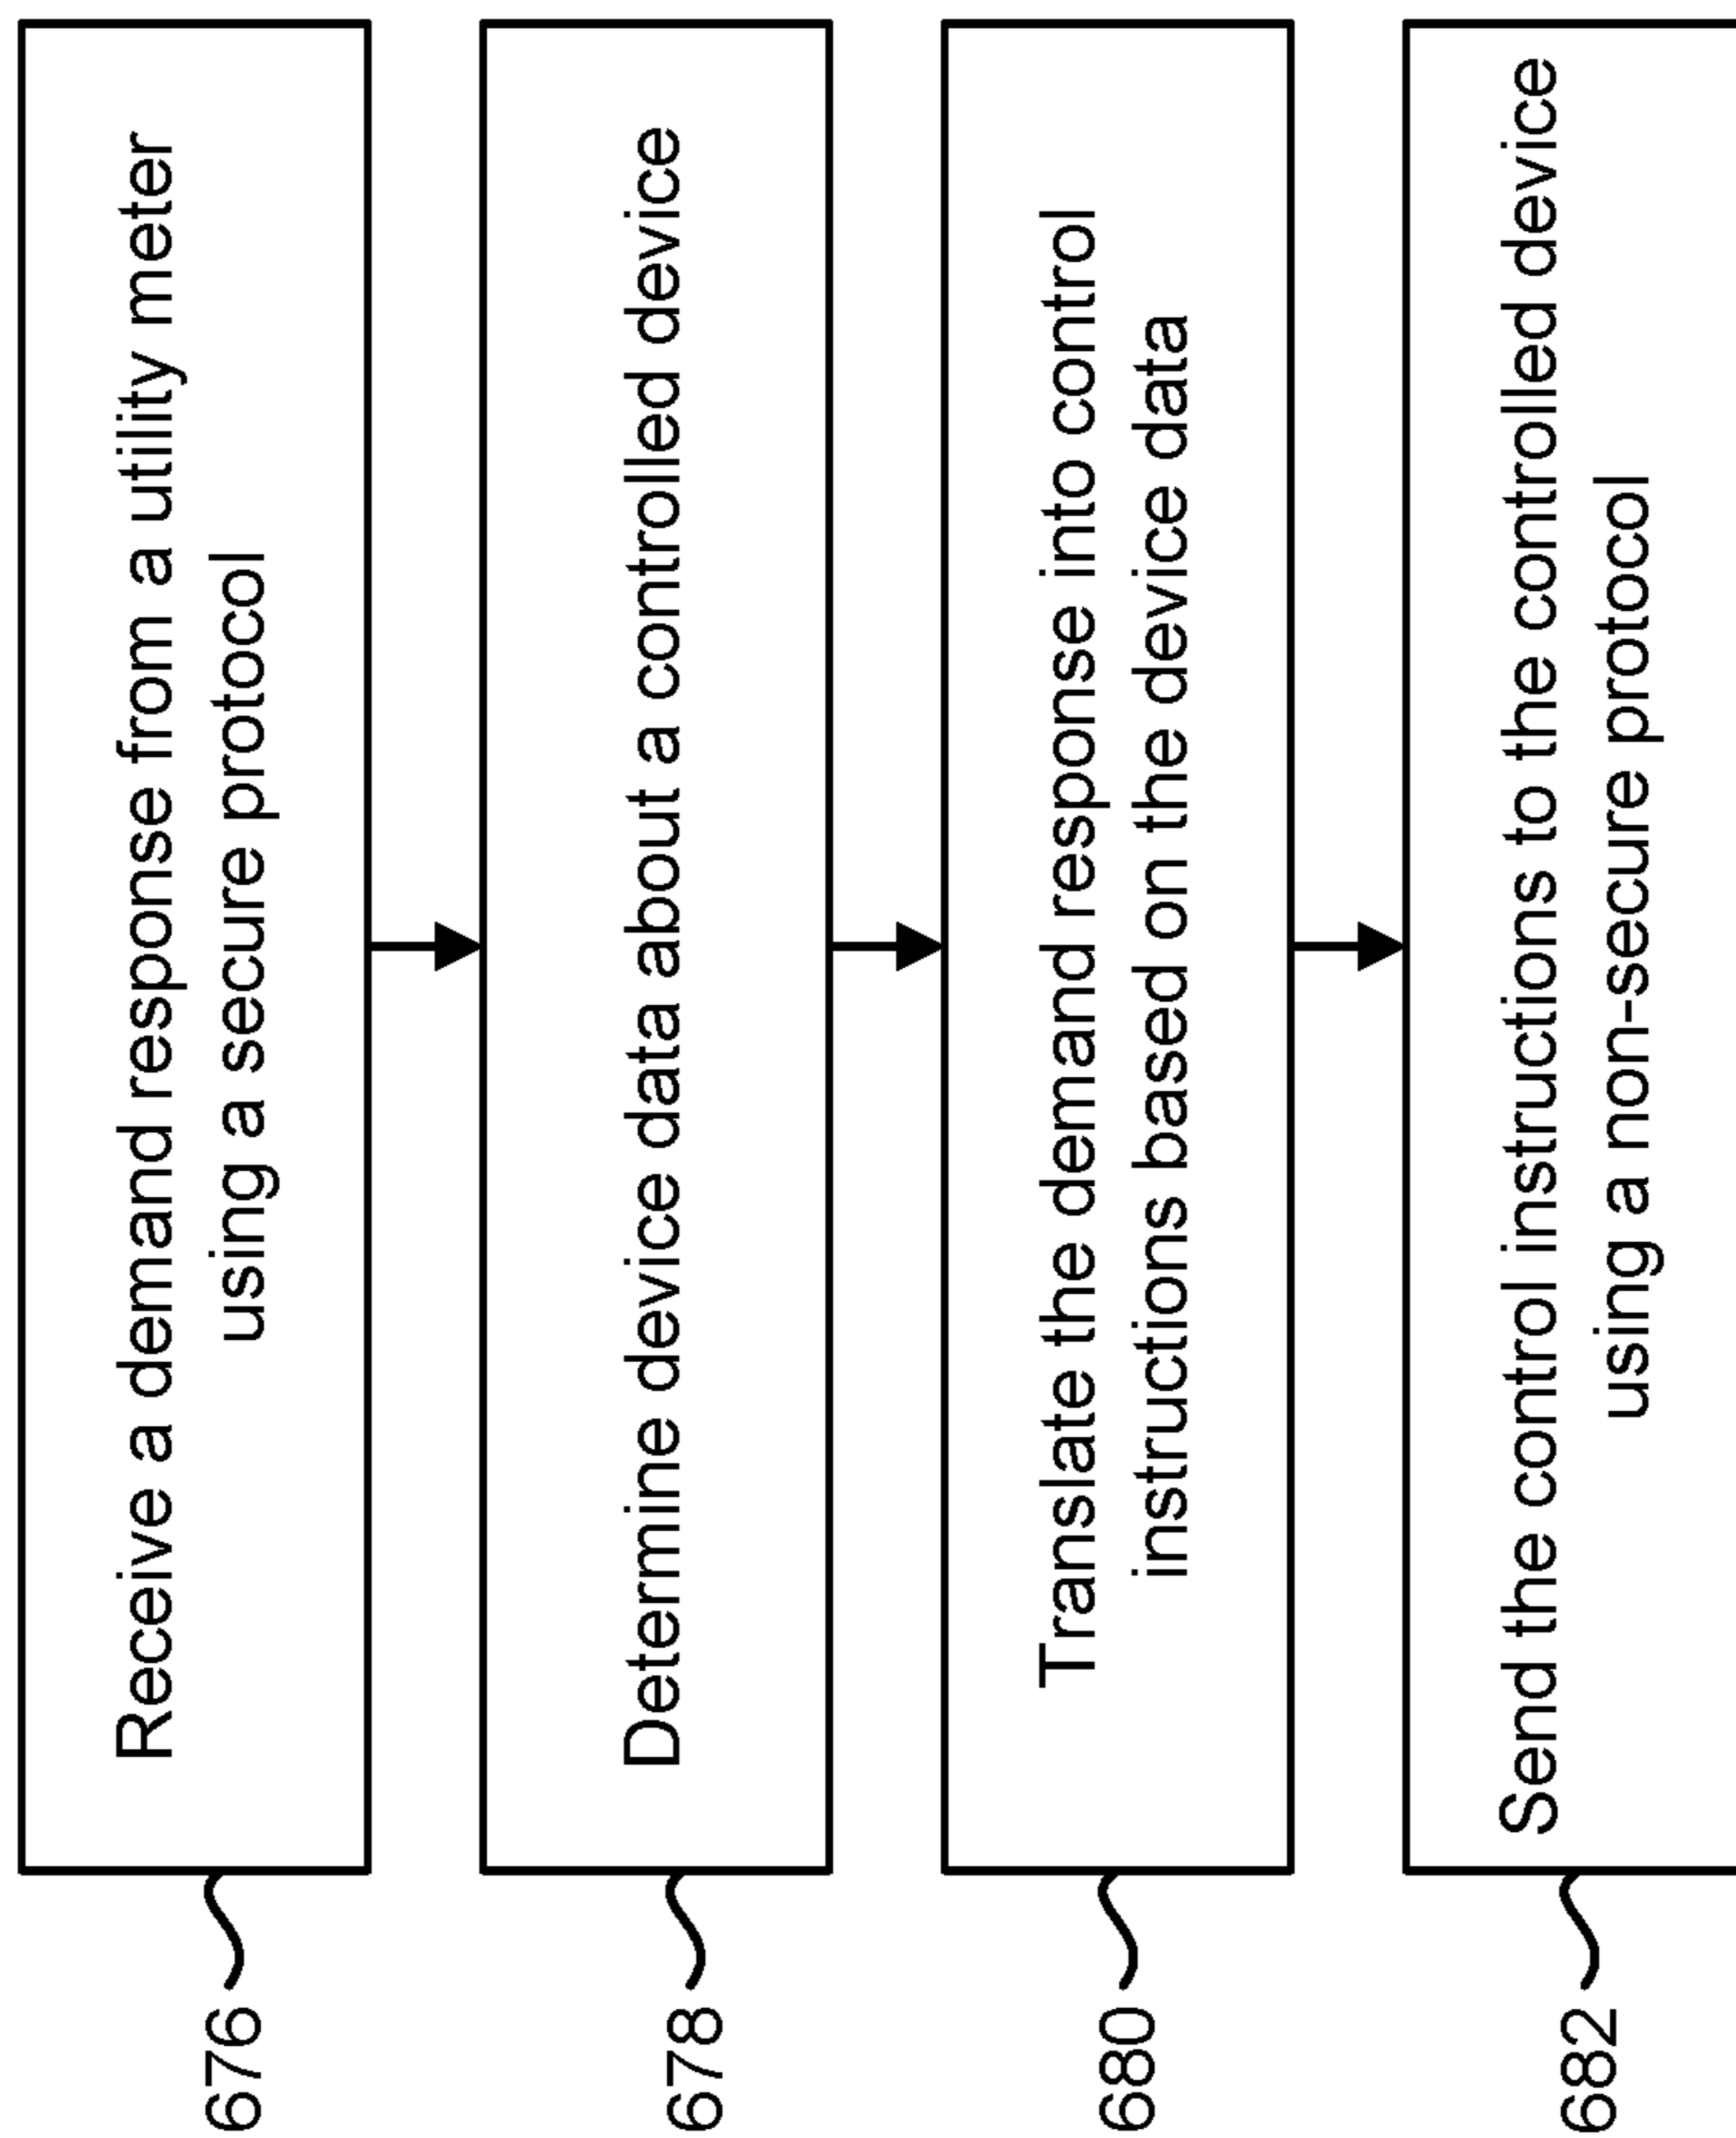 676
Receive a demand response from a utility meter
using a secure protocol
678
Determine device data about a controlled device
680
Translate the demand response into control
instructions based on the device data
682
Send the control instructions to the controlled device
using a non-secure protocol